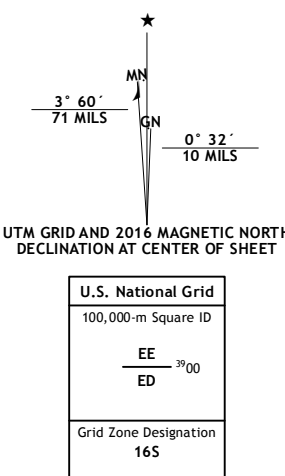 ★
MN
3° 60´
71 MILS
GN
0° 32´
10 MILS
UTM GRID AND 2016 MAGNETIC NORTH
DECLINATION AT CENTER OF SHEET
U.S. National Grid
100,000-m Square ID
EE
3900
ED
Grid Zone Designation
16S